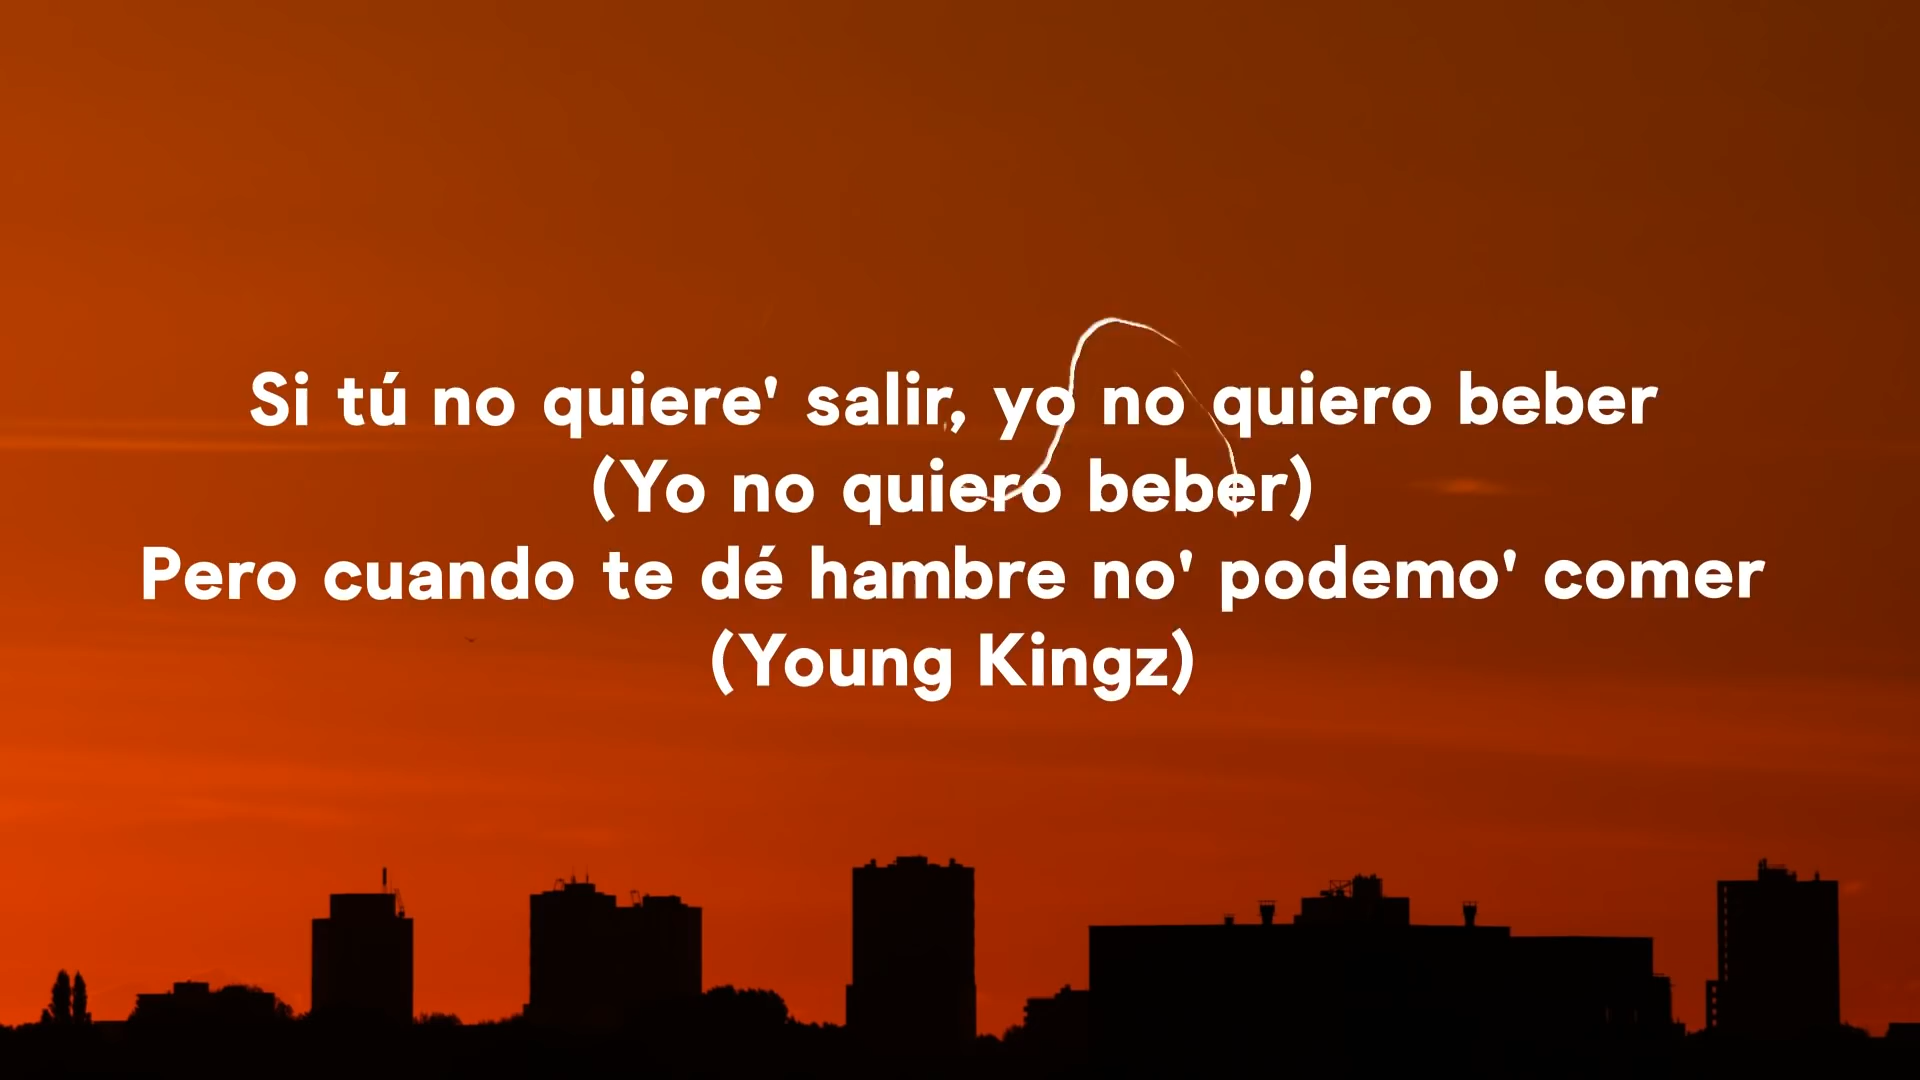 Si tú no quiere' salir, yo no quiero beber
(Yo no quiero beber)
Pero cuando te dé hambre no' podemo' comer
(Young Kingz)